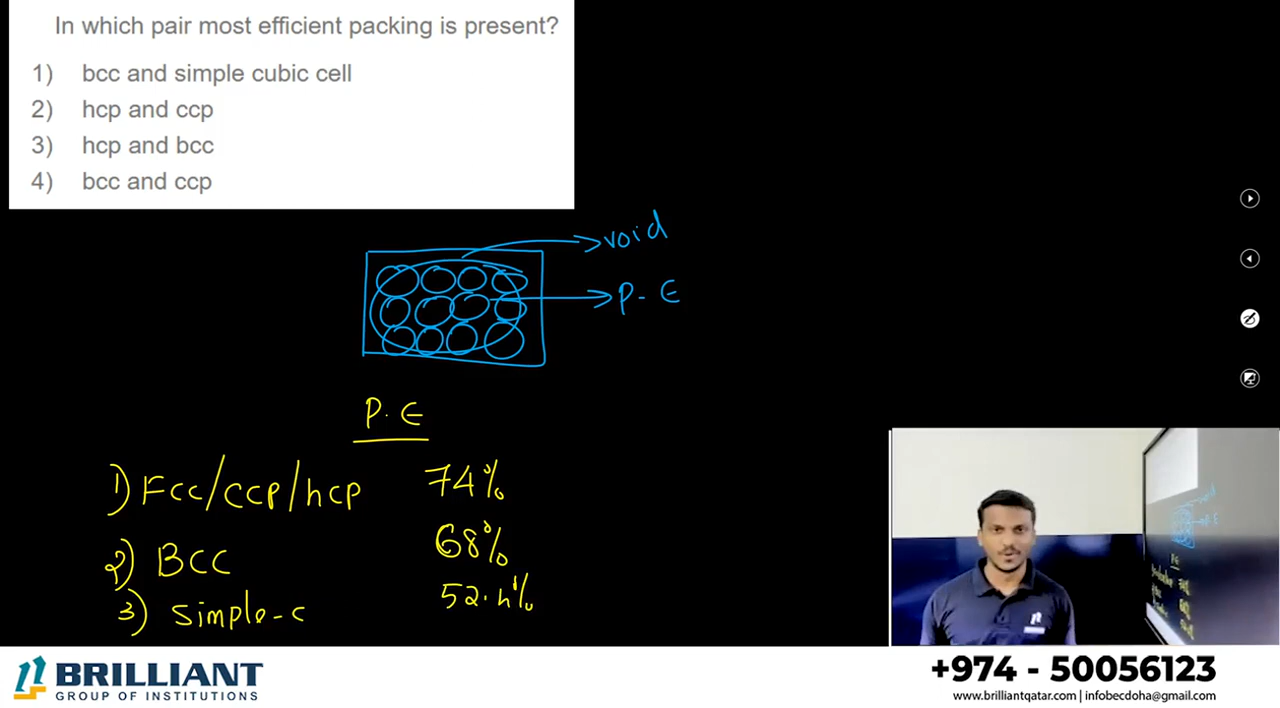 In which pair most efficient packing is present?
1) bcc and simple cubic cell
2) hcp and ccp
3) hcp and bcc
4) bcc and ccp
void
P. E
P. E
1) Fcc/ccp/hcp 74%
2) BCC 68%
3) simple-c 52.4%
BRILLIANT
GROUP OF INSTITUTIONS
+974 - 50056123
www.brilliantqatar.com | infobecdoha@gmail.com